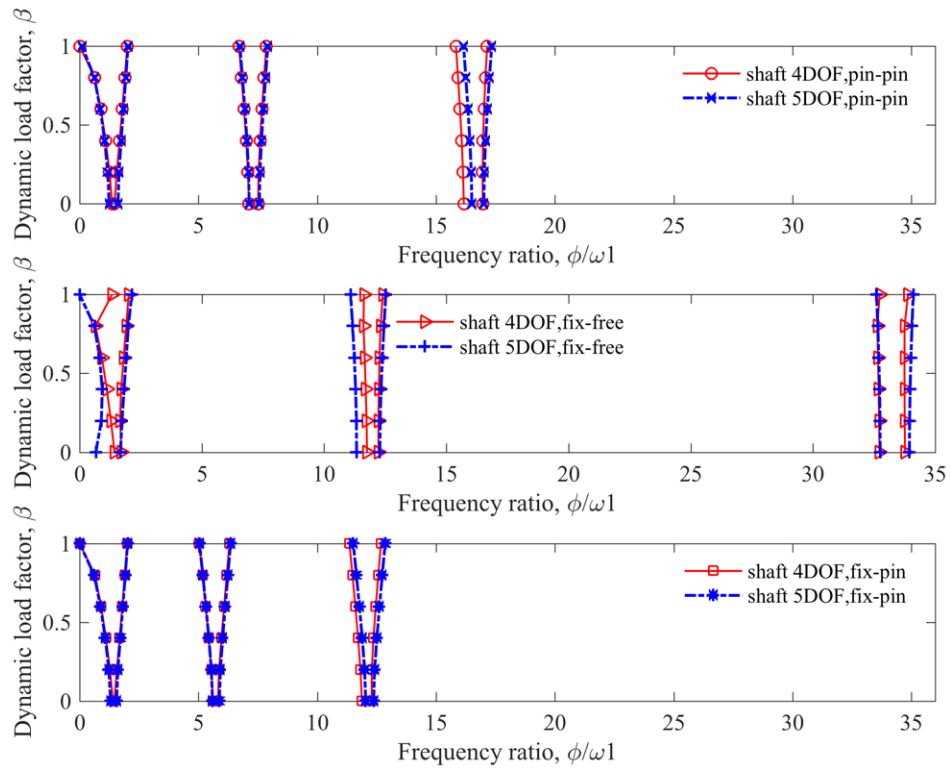 Dynamic load factor, β
1
0.5
0
0 5 10 15 20 25 30 35
Frequency ratio, ϕ/ω1
shaft 4DOF,pin-pin
shaft 5DOF,pin-pin
Dynamic load factor, β
1
0.5
0
0 5 10 15 20 25 30 35
Frequency ratio, ϕ/ω1
shaft 4DOF,fix-free
shaft 5DOF,fix-free
Dynamic load factor, β
1
0.5
0
0 5 10 15 20 25 30 35
Frequency ratio, ϕ/ω1
shaft 4DOF,fix-pin
shaft 5DOF,fix-pin